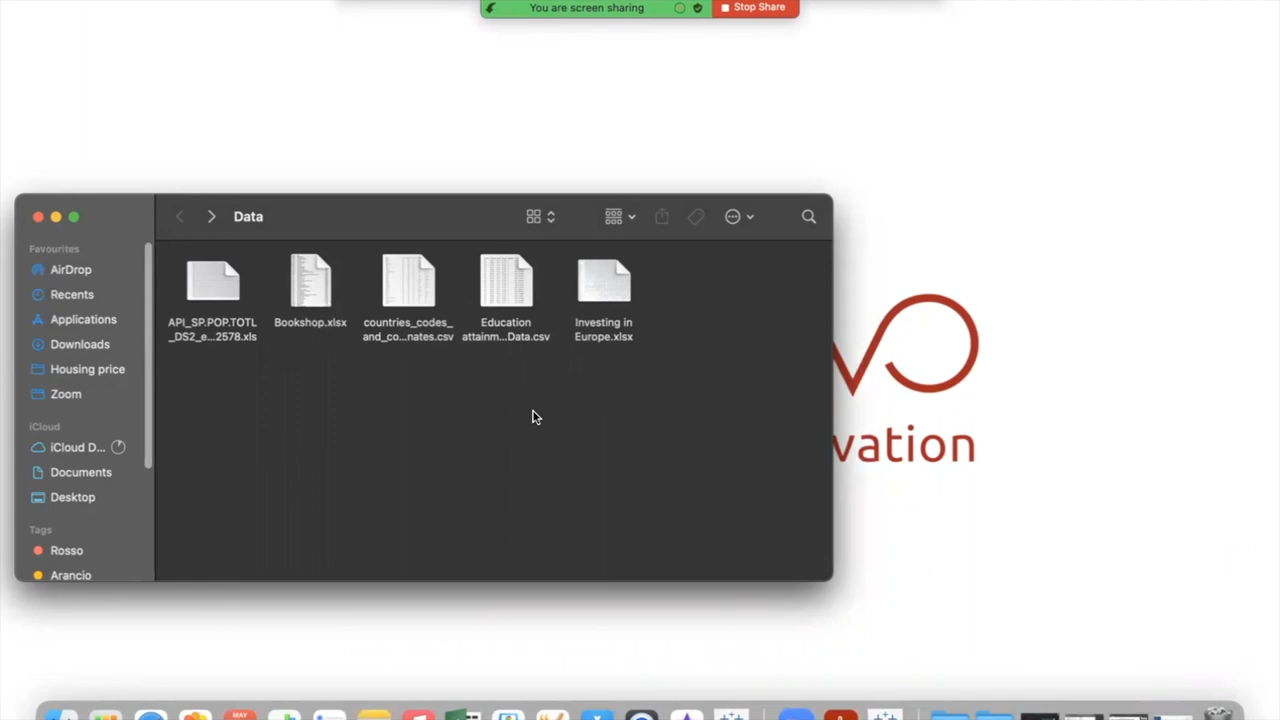 You are screen sharing
Stop Share
Data
Favourites
AirDrop
Recents
Applications
Downloads
Housing price
Zoom
iCloud
iCloud D...
Documents
Desktop
Tags
Rosso
Arancio
API_SP.POP.TOTL
_DS2_e...2578.xls
Bookshop.xlsx
countries_codes_
and_co...nates.csv
Education
attainm...Data.csv
Investing in
Europe.xlsx
vation
MAY